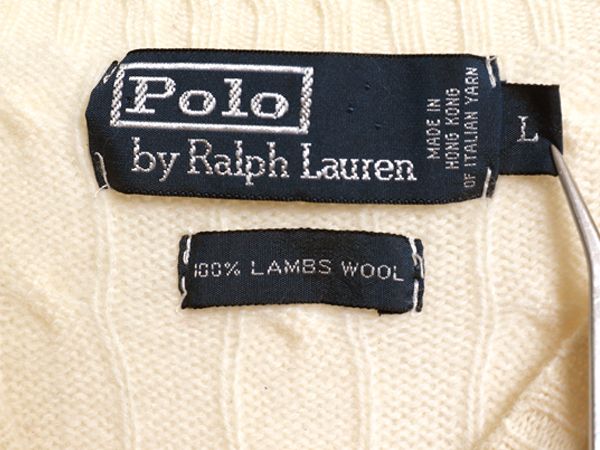 Polo
by Ralph Lauren
MADE IN
HONG KONG
OF ITALIAN YARN
L
100% LAMBS WOOL